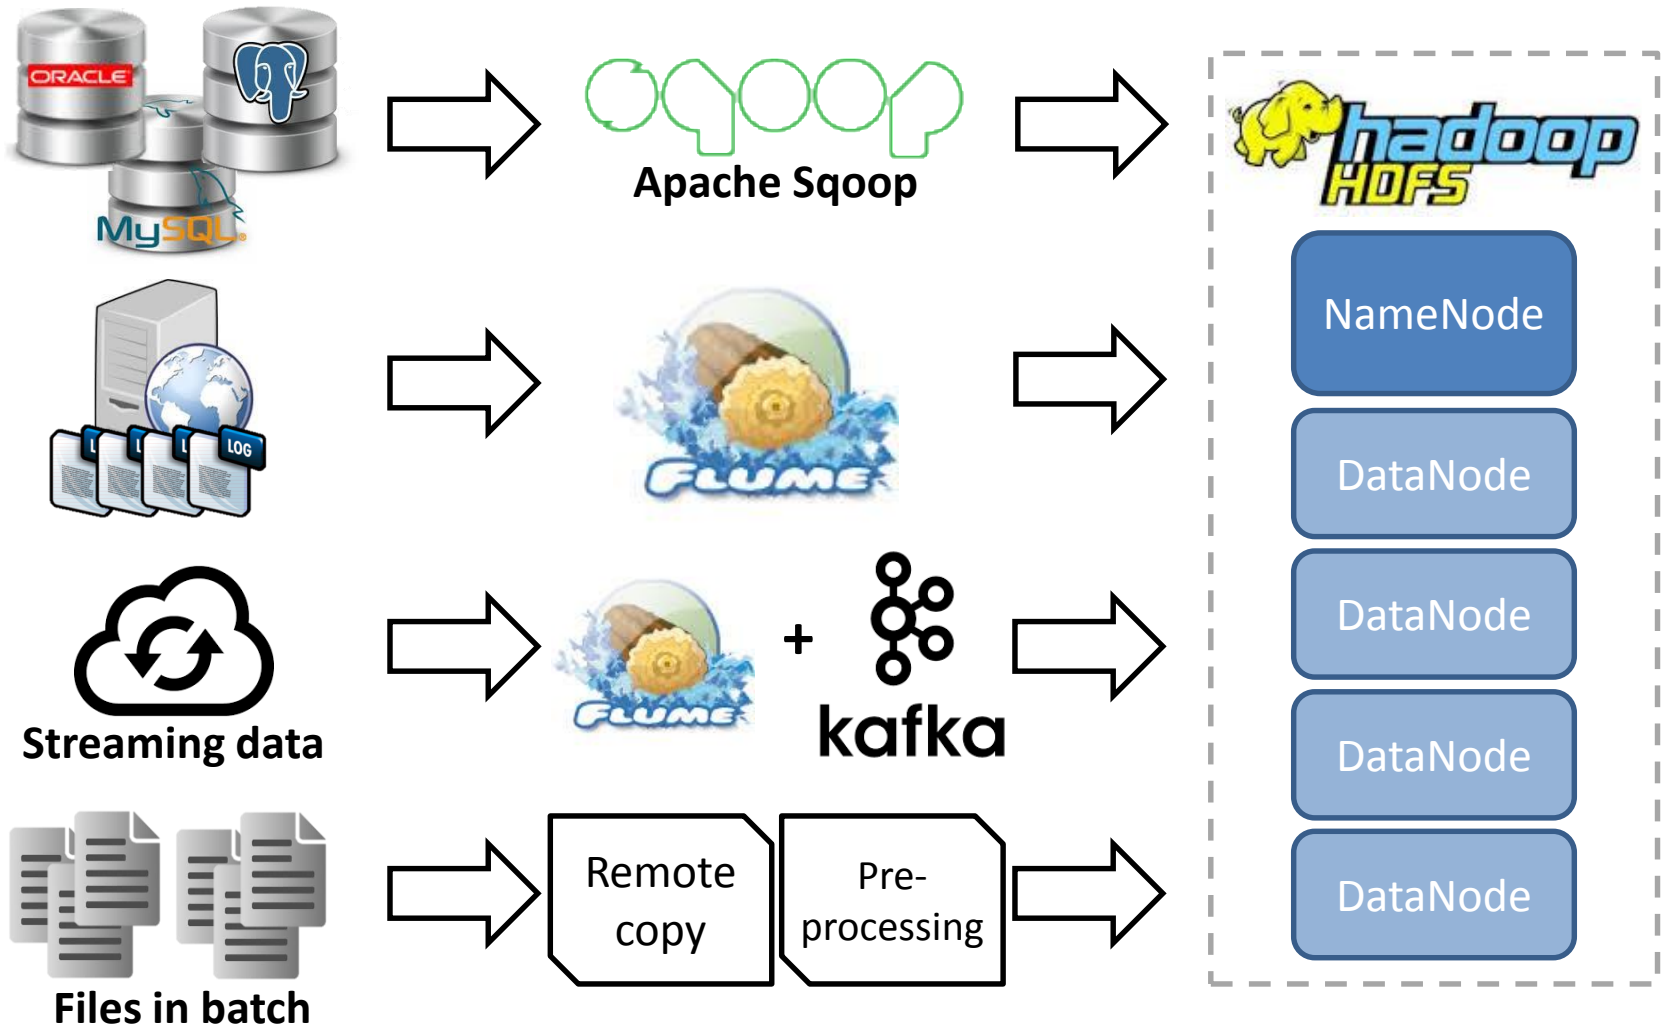 ORACLE
MySQL®
sqoop
Apache Sqoop
hadoop
HDFS
NameNode
L
L
L
LOG
FLUME
DataNode
DataNode
FLUME
+
kafka
Streaming data
DataNode
Remote
copy
Pre-
processing
DataNode
Files in batch